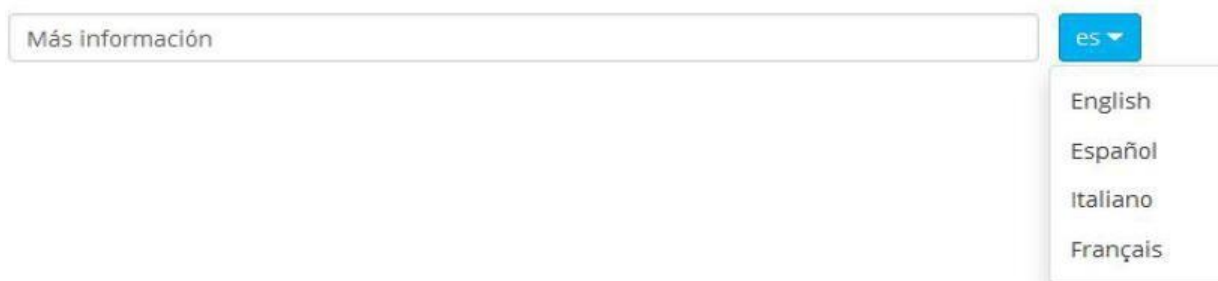 Más información
es
English
Español
Italiano
Français